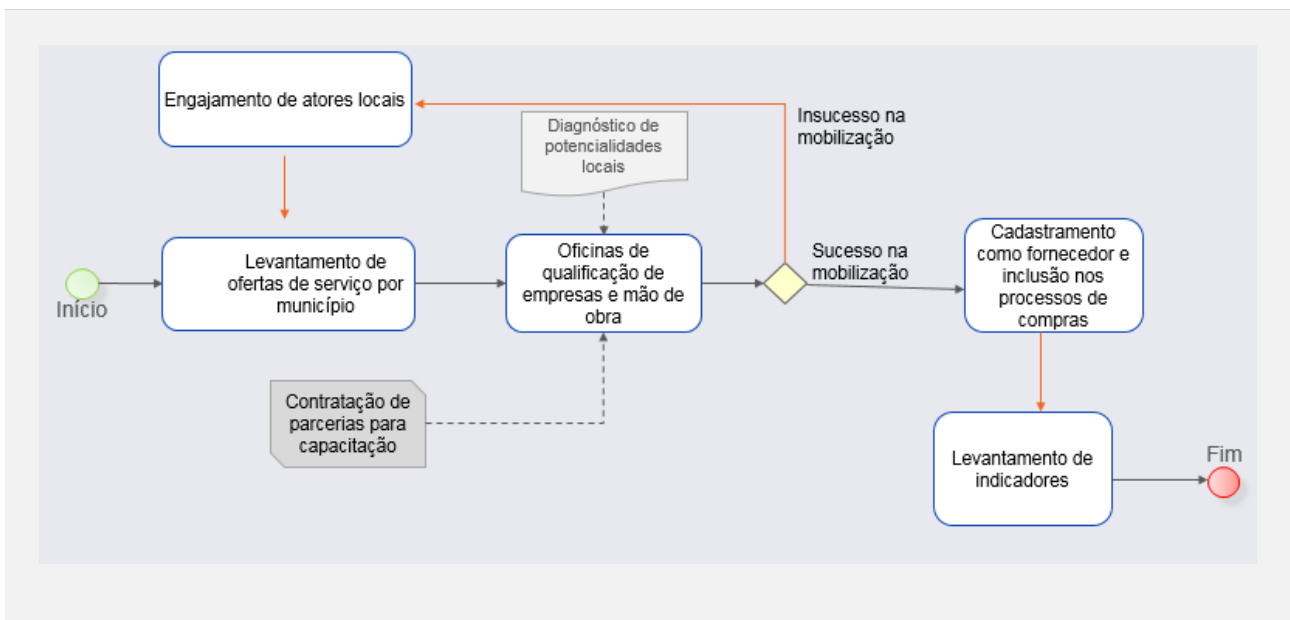 Engajamento de atores locais
Insucesso na
mobilização
Diagnóstico de
potencialidades
locais
Início
Levantamento de
ofertas de serviço por
município
Oficinas de
qualificação de
empresas e mão de
obra
Sucesso na
mobilização
Cadastramento
como fornecedor e
inclusão nos
processos de
compras
Contratação de
parcerias para
capacitação
Levantamento de
indicadores
Fim